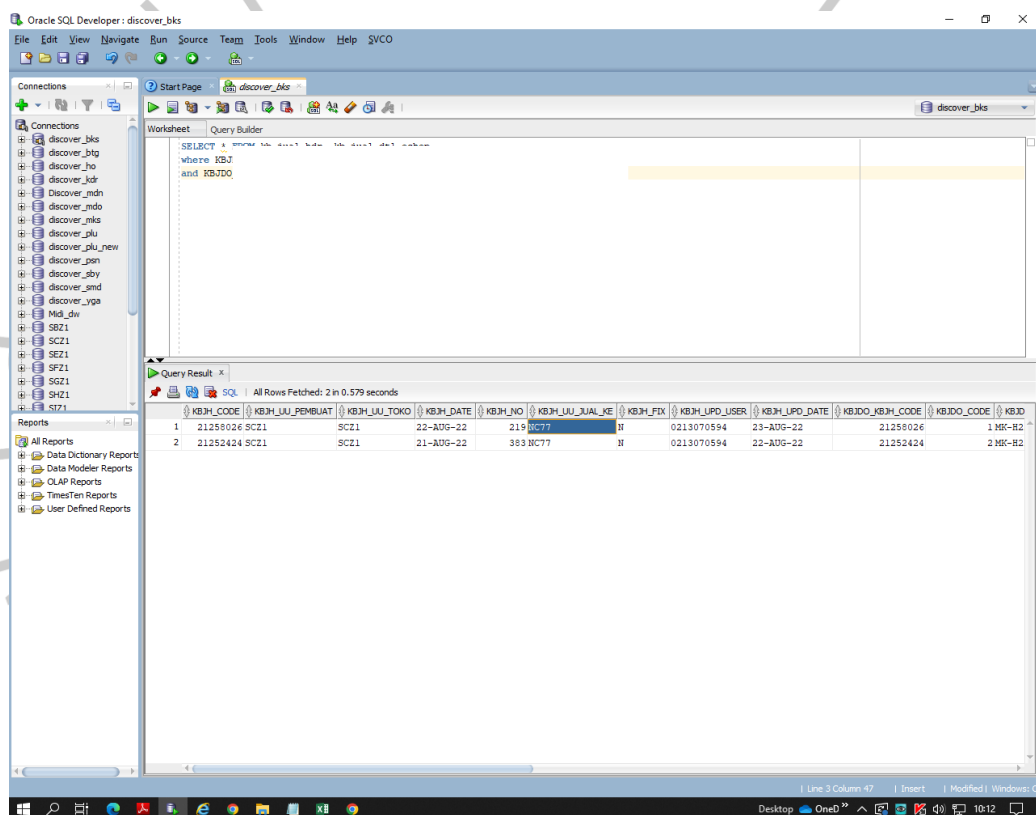 Oracle SQL Developer : discover_bks
File Edit View Navigate Run Source Team Tools Window Help SVCO
Connections
Start Page
discover_bks
discover_bks
Worksheet Query Builder
Connections
discover_bks
discover_btg
discover_ho
discover_kdr
Discover_mdn
discover_mdo
discover_mks
discover_plu
discover_plu_new
discover_psn
discover_sby
discover_smd
discover_yga
Midi_dw
SBZ1
SCZ1
SEZ1
SFZ1
SGZ1
SHZ1
SIZ1
SELECT * FROM
where KBJ
and KBJDO
Reports
All Reports
Data Dictionary Reports
Data Modeler Reports
OLAP Reports
TimesTen Reports
User Defined Reports
Query Result
SQL | All Rows Fetched: 2 in 0.579 seconds
KBJH_CODE KBJH_UU_PEMBUAT KBJH_UU_TOKO KBJH_DATE KBJH_NO KBJH_UU_JUAL_KE KBJH_FIX KBJH_UPD_USER KBJH_UPD_DATE KBJDO_KBJH_CODE KBJDO_CODE KBJD
1 21258026 SCZ1 SCZ1 22-AUG-22 219 NC77 N 0213070594 23-AUG-22 21258026 1 MK-H2
2 21252424 SCZ1 SCZ1 21-AUG-22 383 NC77 N 0213070594 22-AUG-22 21252424 2 MK-H2
| Line 3 Column 47 | Insert | Modified | Windows: C
Desktop OneD 10:12